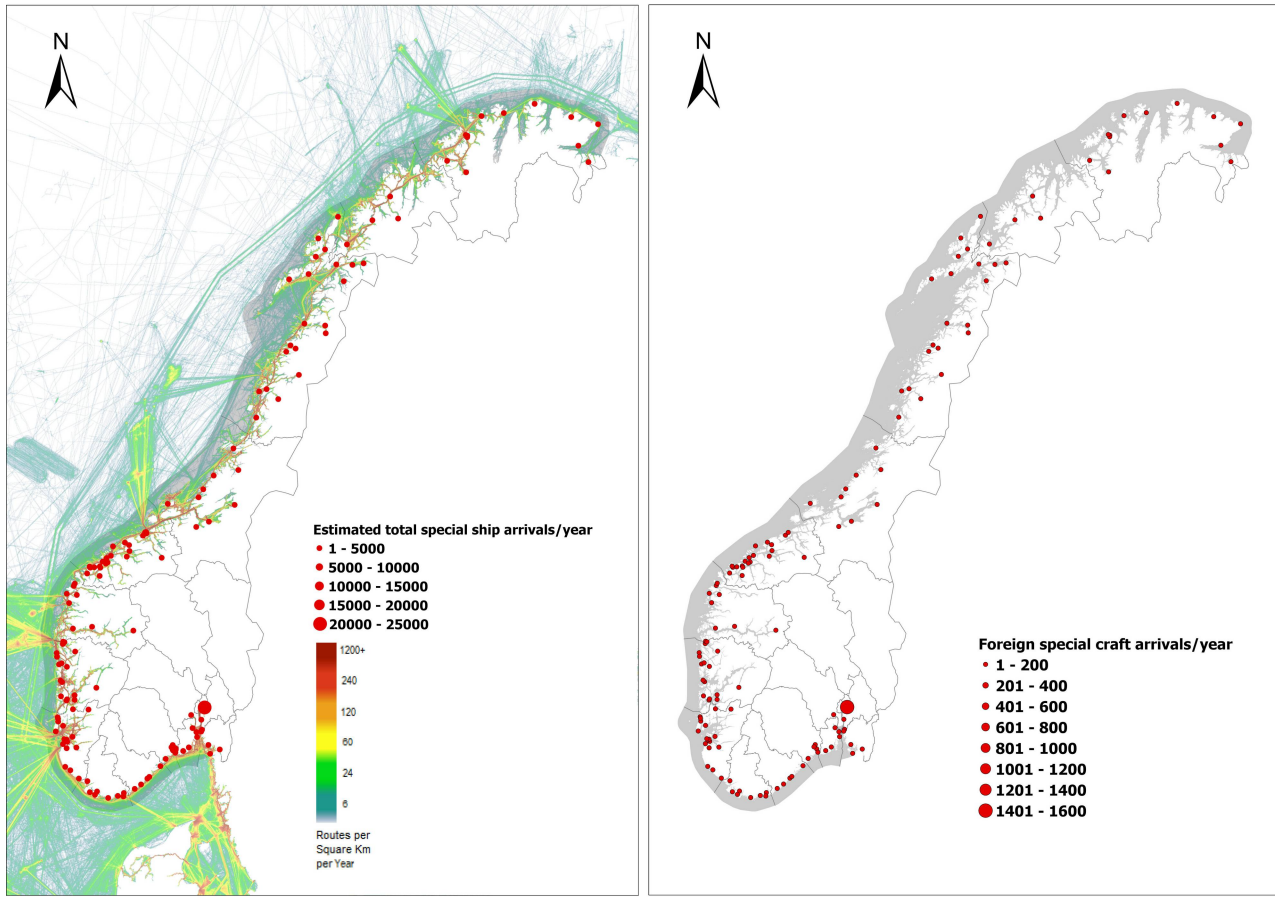 N
Estimated total special ship arrivals/year
1 - 5000
5000 - 10000
10000 - 15000
15000 - 20000
20000 - 25000
1200+
240
120
60
24
6
Routes per
Square Km
per Year
N
Foreign special craft arrivals/year
1 - 200
201 - 400
401 - 600
601 - 800
801 - 1000
1001 - 1200
1201 - 1400
1401 - 1600